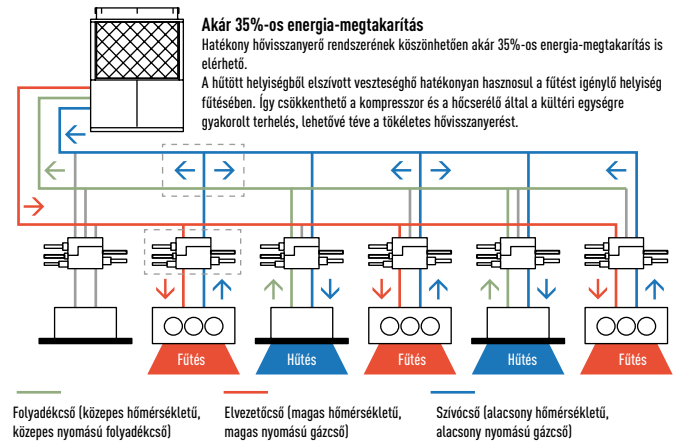 Akár 35%-os energia-megtakarítás
Hatékony hővisszanyerő rendszerének köszönhetően akár 35%-os energia-megtakarítás is
elérhető.
A hűtött helyiségből elszívott veszteséghő hatékonyan hasznosul a fűtést igénylő helyiség
fűtésében. Így csökkenthető a kompresszor és a hőcserélő által a kültéri egységre
gyakorolt terhelés, lehetővé téve a tökéletes hővisszanyerést.
Fűtés
Hűtés
Fűtés
Hűtés
Fűtés
Folyadékcső (közepes hőmérsékletű,
közepes nyomású folyadékcső)
Elvezetőcső (magas hőmérsékletű,
magas nyomású gázcső)
Szívócső (alacsony hőmérsékletű,
alacsony nyomású gázcső)